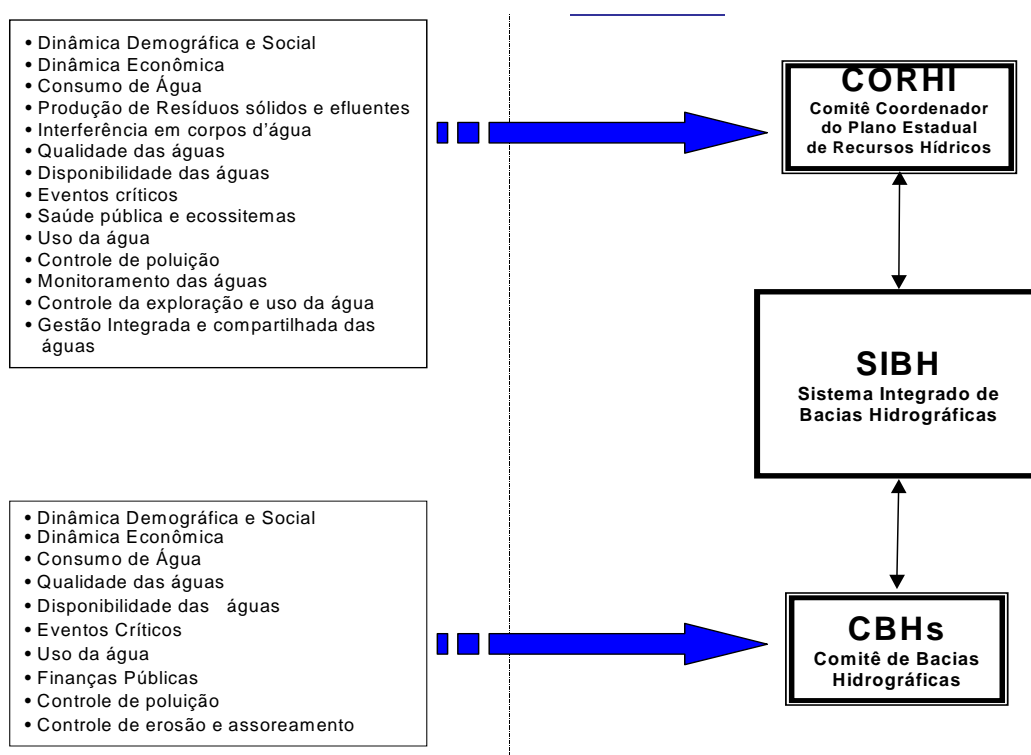 • Dinâmica Demográfica e Social
• Dinâmica Econômica
• Consumo de Água
• Produção de Resíduos sólidos e efluentes
• Interferência em corpos d'água
• Qualidade das águas
• Disponibilidade das águas
• Eventos críticos
• Saúde pública e ecossitemas
• Uso da água
• Controle de poluição
• Monitoramento das águas
• Controle da exploração e uso da água
• Gestão Integrada e compartilhada das
águas
CORHI
Comitê Coordenador
do Plano Estadual
de Recursos Hídricos
SIBH
Sistema Integrado de
Bacias Hidrográficas
• Dinâmica Demográfica e Social
• Dinâmica Econômica
• Consumo de Água
• Qualidade das águas
• Disponibilidade das águas
• Eventos Críticos
• Uso da água
• Finanças Públicas
• Controle de poluição
• Controle de erosão e assoreamento
CBHs
Comitê de Bacias
Hidrográficas